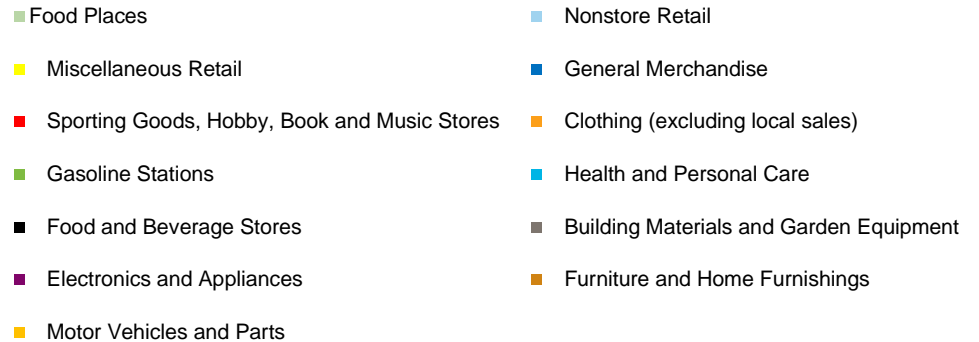 Food Places
Nonstore Retail
Miscellaneous Retail
General Merchandise
Sporting Goods, Hobby, Book and Music Stores
Clothing (excluding local sales)
Gasoline Stations
Health and Personal Care
Food and Beverage Stores
Building Materials and Garden Equipment
Electronics and Appliances
Furniture and Home Furnishings
Motor Vehicles and Parts